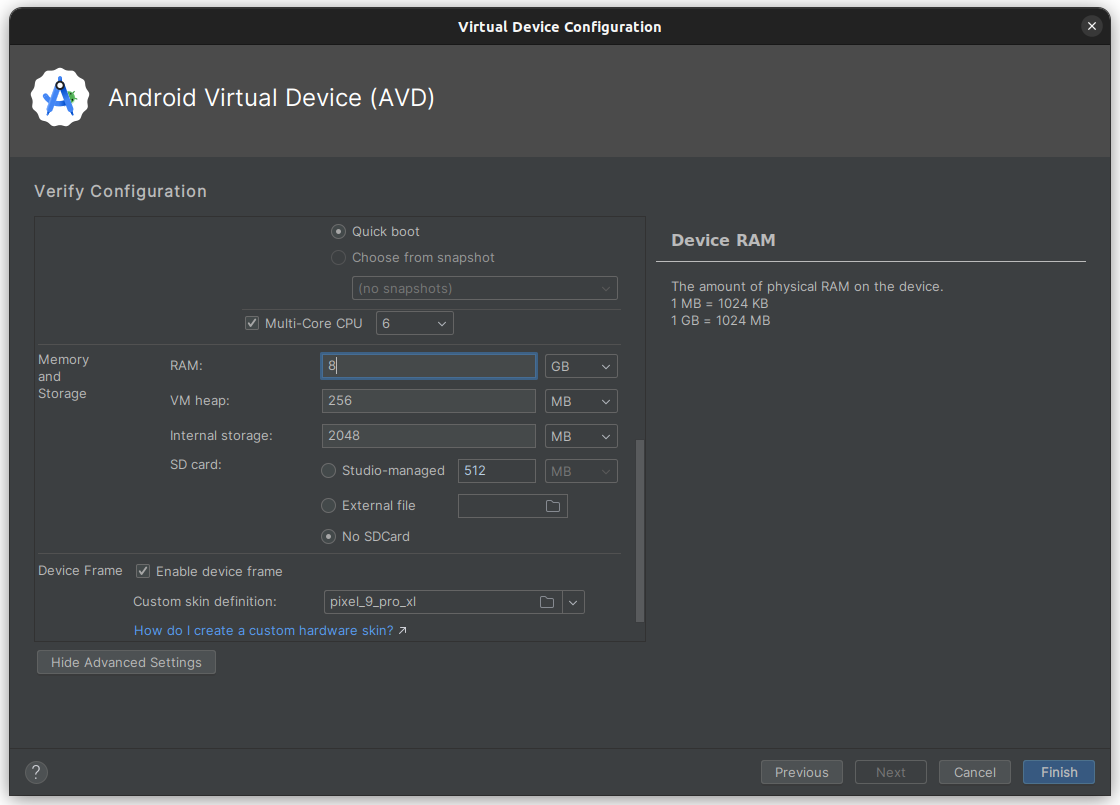 Virtual Device Configuration
Android Virtual Device (AVD)
Verify Configuration
Quick boot
Choose from snapshot
(no snapshots)
Multi-Core CPU 6
Memory
and
Storage
RAM: 8 GB
VM heap: 256 MB
Internal storage: 2048 MB
SD card:
Studio-managed 512 MB
External file
No SDCard
Device Frame Enable device frame
Custom skin definition: pixel_9_pro_xl
How do I create a custom hardware skin? ↗
Hide Advanced Settings
Device RAM
The amount of physical RAM on the device.
1 MB = 1024 KB
1 GB = 1024 MB
? Previous Next Cancel Finish